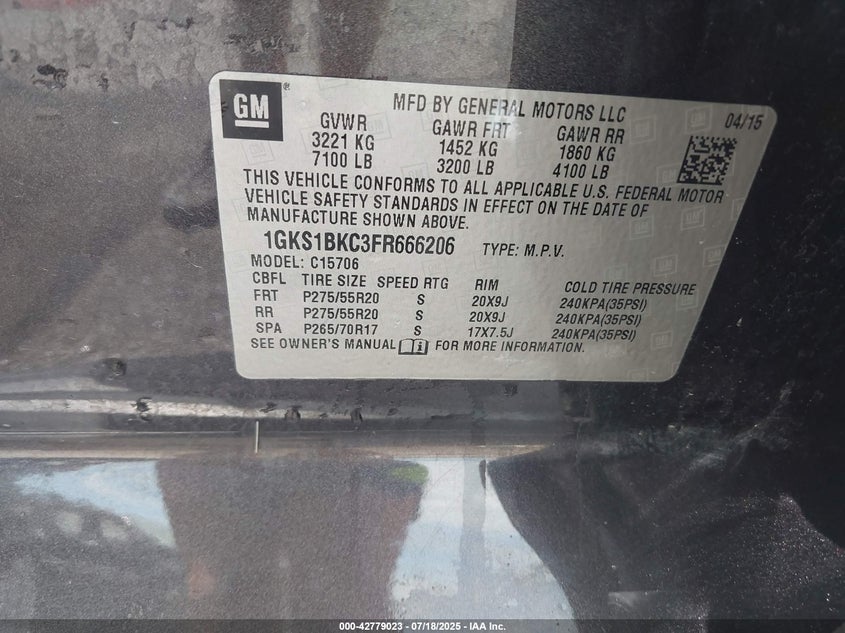 GM
MFD BY GENERAL MOTORS LLC
04/15
GVWR GAWR FRT GAWR RR
3221 KG 1452 KG 1860 KG
7100 LB 3200 LB 4100 LB
THIS VEHICLE CONFORMS TO ALL APPLICABLE U.S. FEDERAL MOTOR
VEHICLE SAFETY STANDARDS IN EFFECT ON THE DATE OF
MANUFACTURE SHOWN ABOVE.
1GKS1BKC3FR666206 TYPE: M.P.V.
MODEL: C15706
CBFL TIRE SIZE SPEED RTG RIM COLD TIRE PRESSURE
FRT P275/55R20 S 20X9J 240KPA(35PSI)
RR P275/55R20 S 20X9J 240KPA(35PSI)
SPA P265/70R17 S 17X7.5J 240KPA(35PSI)
SEE OWNER'S MANUAL FOR MORE INFORMATION.
000-42779023 - 07/18/2025 - IAA Inc.